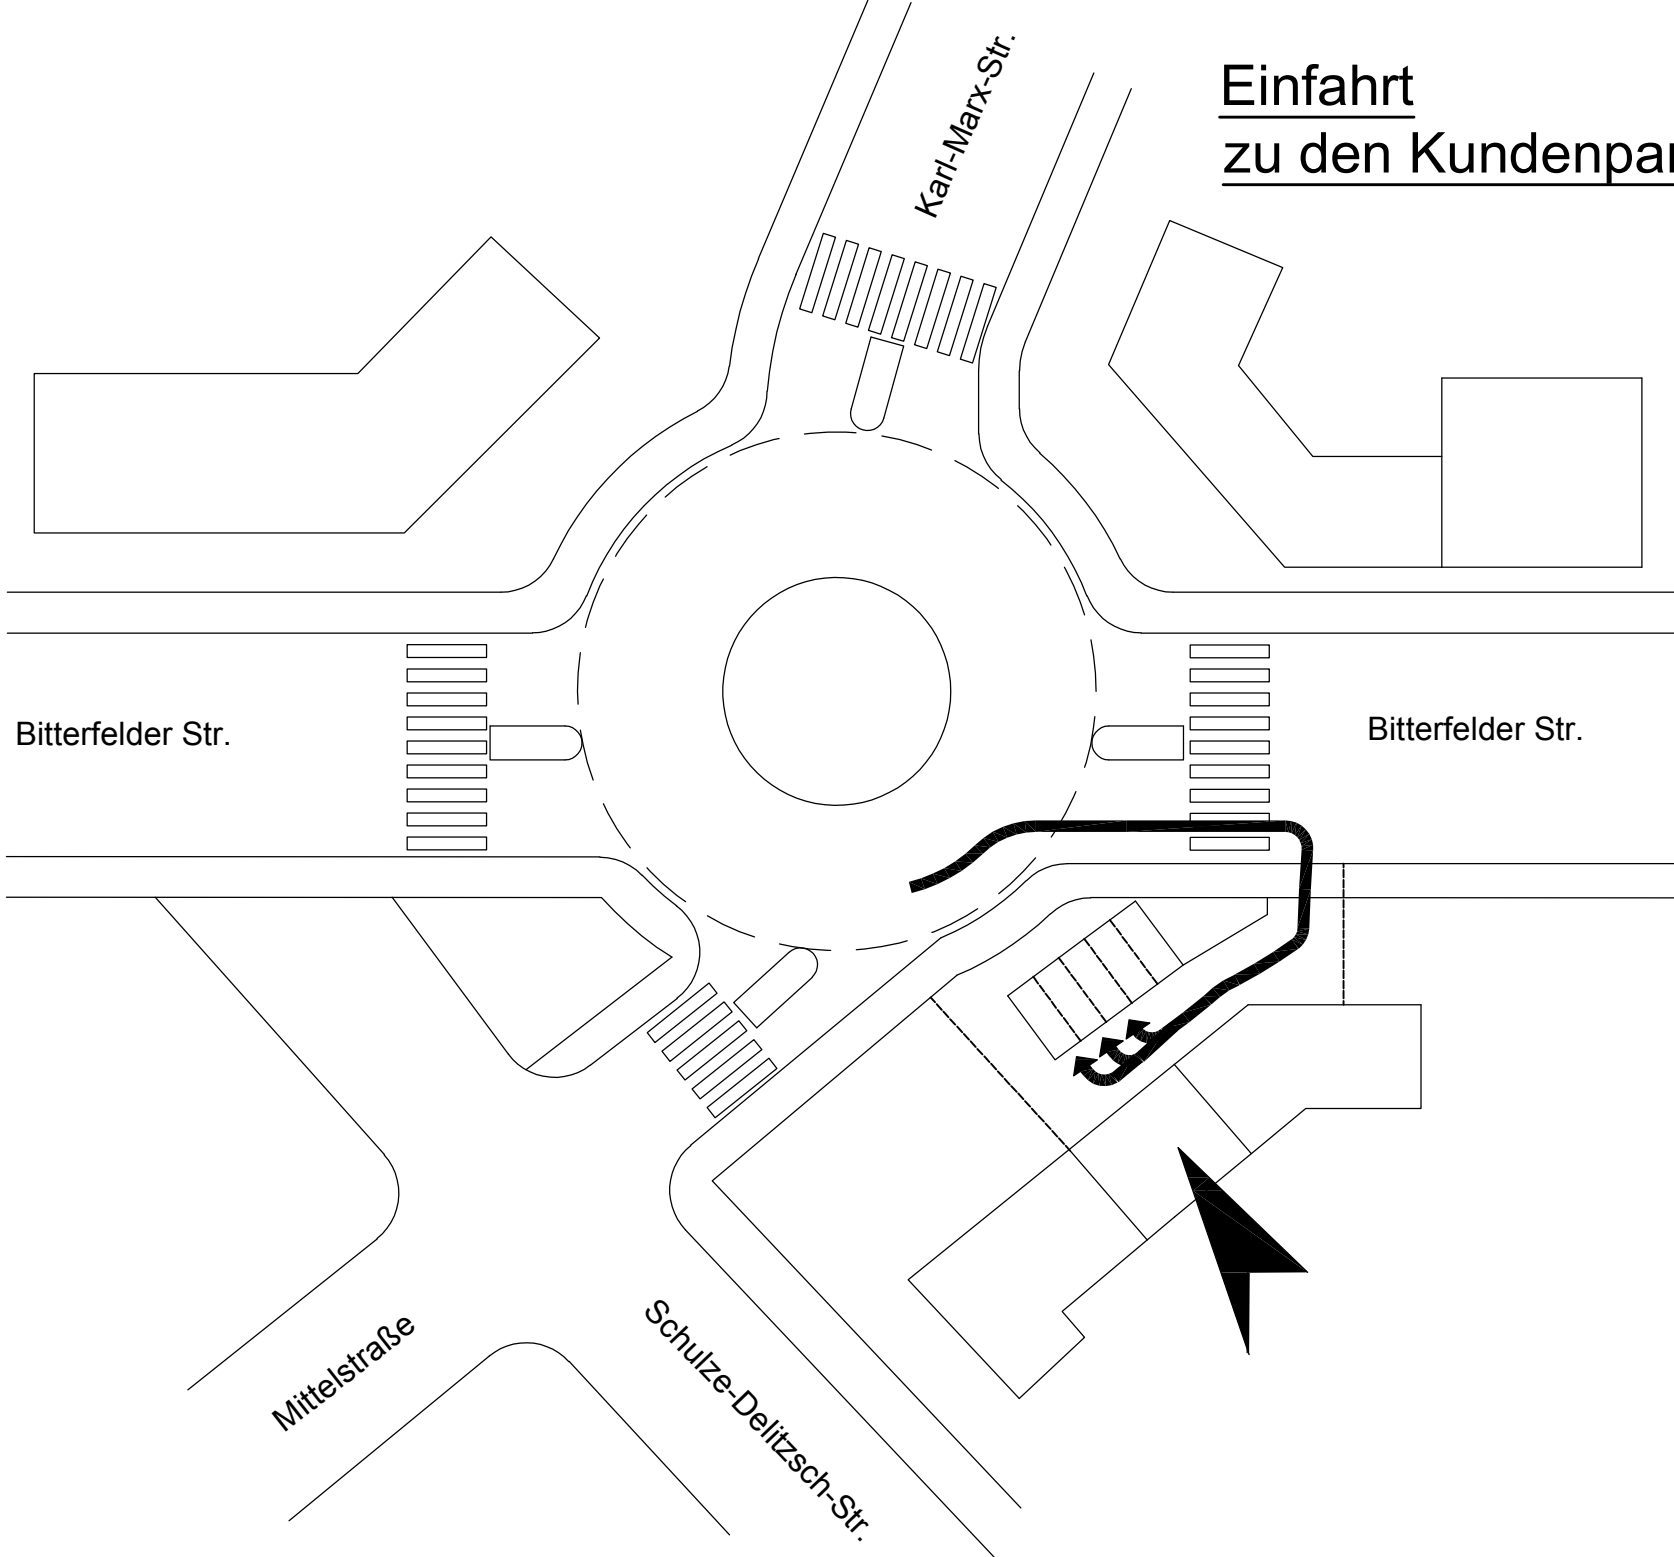 Einfahrt
zu den Kundenpar
Karl-Marx-Str.
Bitterfelder Str.
Bitterfelder Str.
Mittelstraße
Schulze-Delitzsch-Str.